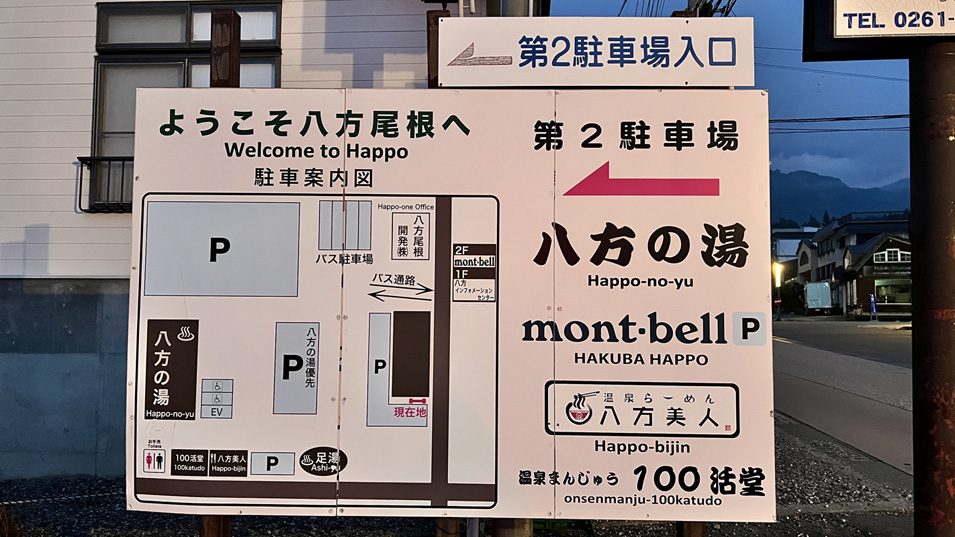 TEL 0261-
第2駐車場入口
ようこそ八方尾根へ
Welcome to Happo
駐車案内図
P
バス駐車場
Happo-one Office
八方尾根
開発㈱
バス通路
2F
mont-bell
1F
八方
インフォメーション
センター
八方の湯
Happo-no-yu
EV
P
八方の湯優先
P
現在地
お手洗
Toilets
100活堂
100katudo
八方美人
Happo-bijin
P
足湯
Ashi-yu
第2駐車場
八方の湯
Happo-no-yu
mont-bell P
HAKUBA HAPPO
温泉らーめん
八方美人
Happo-bijin
温泉まんじゅう 100活堂
onsenmanju-100katudo